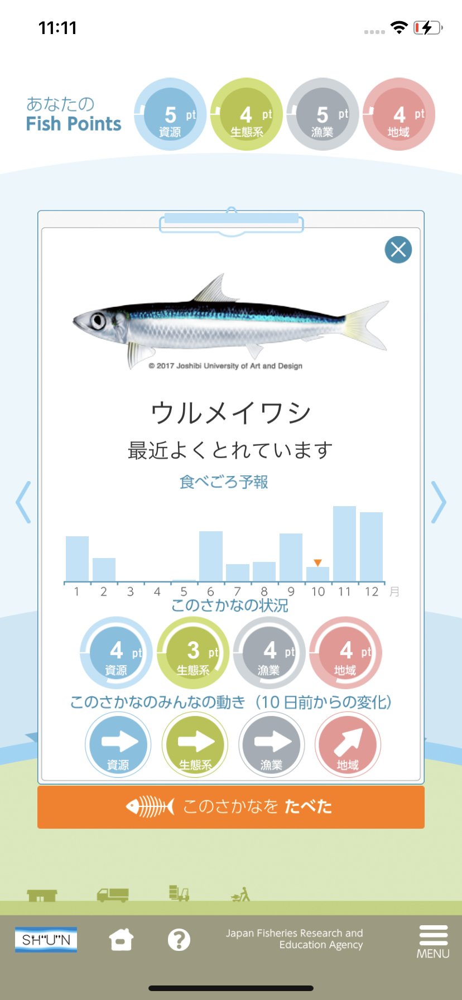 11:11
あなたの
Fish Points
5 pt 4 pt 5 pt 4 pt
資源 生態系 漁業 地域
© 2017 Joshibi University of Art and Design
ウルメイワシ
最近よくとれています
食べごろ予報
1 2 3 4 5 6 7 8 9 10 11 12 月
このさかなの状況
4 pt 3 pt 4 pt 4 pt
資源 生態系 漁業 地域
このさかなのみんなの動き（10 日前からの変化）
資源 生態系 漁業 地域
このさかなを たべた
SH"U"N
?
Japan Fisheries Research and
Education Agency
MENU